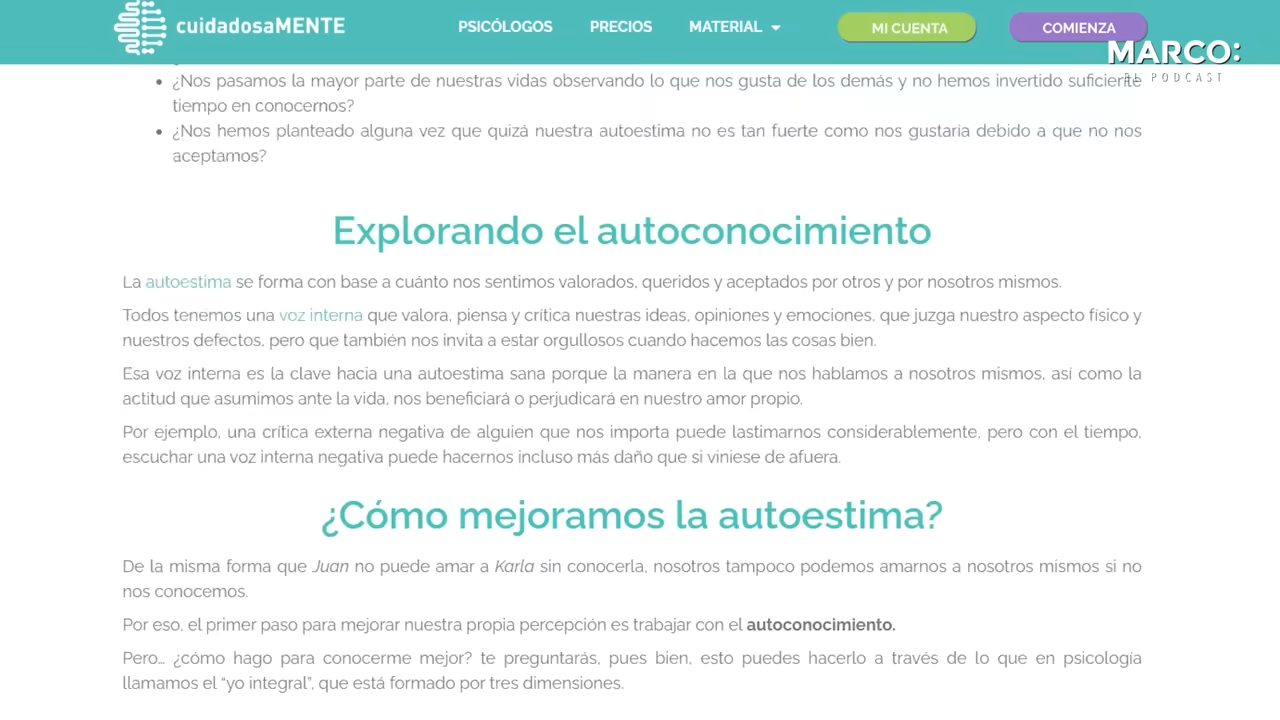 cuidadosaMENTE
PSICÓLOGOS
PRECIOS
MATERIAL
MI CUENTA
COMIENZA
MARCO:
EL PODCAST
¿Nos pasamos la mayor parte de nuestras vidas observando lo que nos gusta de los demás y no hemos invertido suficiente
tiempo en conocernos?
¿Nos hemos planteado alguna vez que quizá nuestra autoestima no es tan fuerte como nos gustaría debido a que no nos
aceptamos?
Explorando el autoconocimiento
La autoestima se forma con base a cuánto nos sentimos valorados, queridos y aceptados por otros y por nosotros mismos.
Todos tenemos una voz interna que valora, piensa y crítica nuestras ideas, opiniones y emociones, que juzga nuestro aspecto físico y
nuestros defectos, pero que también nos invita a estar orgullosos cuando hacemos las cosas bien.
Esa voz interna es la clave hacia una autoestima sana porque la manera en la que nos hablamos a nosotros mismos, así como la
actitud que asumimos ante la vida, nos beneficiará o perjudicará en nuestro amor propio.
Por ejemplo, una crítica externa negativa de alguien que nos importa puede lastimarnos considerablemente, pero con el tiempo,
escuchar una voz interna negativa puede hacernos incluso más daño que si viniese de afuera.
¿Cómo mejoramos la autoestima?
De la misma forma que Juan no puede amar a Karla sin conocerla, nosotros tampoco podemos amarnos a nosotros mismos si no
nos conocemos.
Por eso, el primer paso para mejorar nuestra propia percepción es trabajar con el autoconocimiento.
Pero... ¿cómo hago para conocerme mejor? te preguntarás, pues bien, esto puedes hacerlo a través de lo que en psicología
llamamos el “yo integral”, que está formado por tres dimensiones.